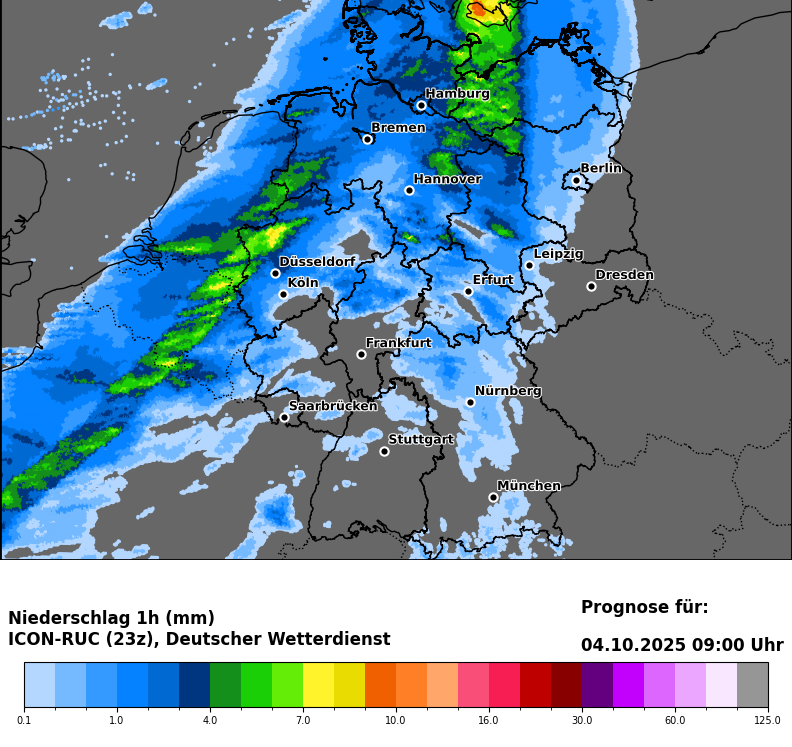 Hamburg
Bremen
Berlin
Hannover
Leipzig
Düsseldorf
Dresden
Köln
Erfurt
Frankfurt
Nürnberg
Saarbrücken
Stuttgart
München
Prognose für:
Niederschlag 1h (mm)
ICON-RUC (23z), Deutscher Wetterdienst
04.10.2025 09:00 Uhr
0.1 1.0 4.0 7.0 10.0 16.0 30.0 60.0 125.0